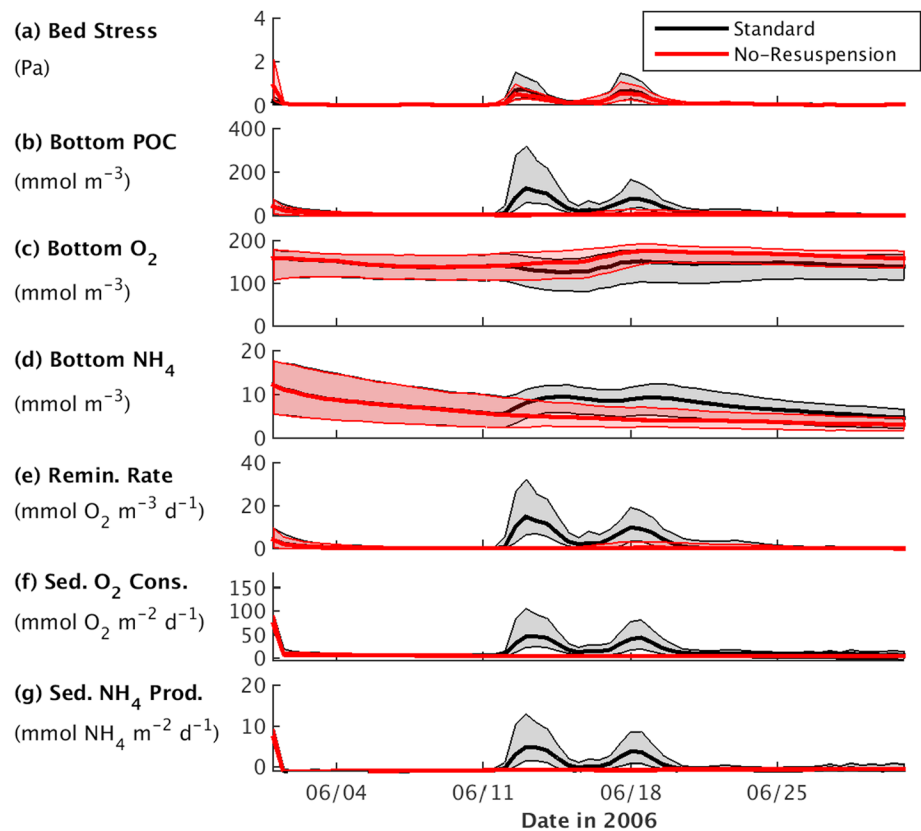 Standard
No-Resuspension
(a) Bed Stress
(Pa)
4
2
0
(b) Bottom POC
(mmol m⁻³)
400
200
0
(c) Bottom O₂
(mmol m⁻³)
200
100
0
(d) Bottom NH₄
(mmol m⁻³)
20
10
0
(e) Remin. Rate
(mmol O₂ m⁻³ d⁻¹)
40
20
0
(f) Sed. O₂ Cons.
(mmol O₂ m⁻² d⁻¹)
150
100
50
0
(g) Sed. NH₄ Prod.
(mmol NH₄ m⁻² d⁻¹)
20
10
0
06/04 06/11 06/18 06/25
Date in 2006